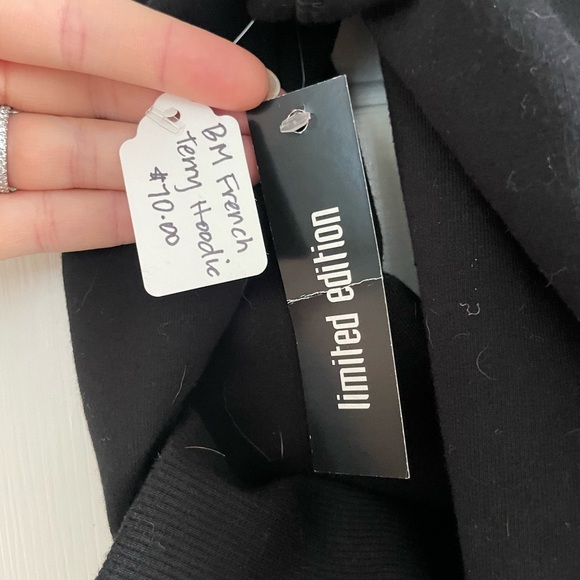 BM French
Terry Hoodie
$70.00
limited edition